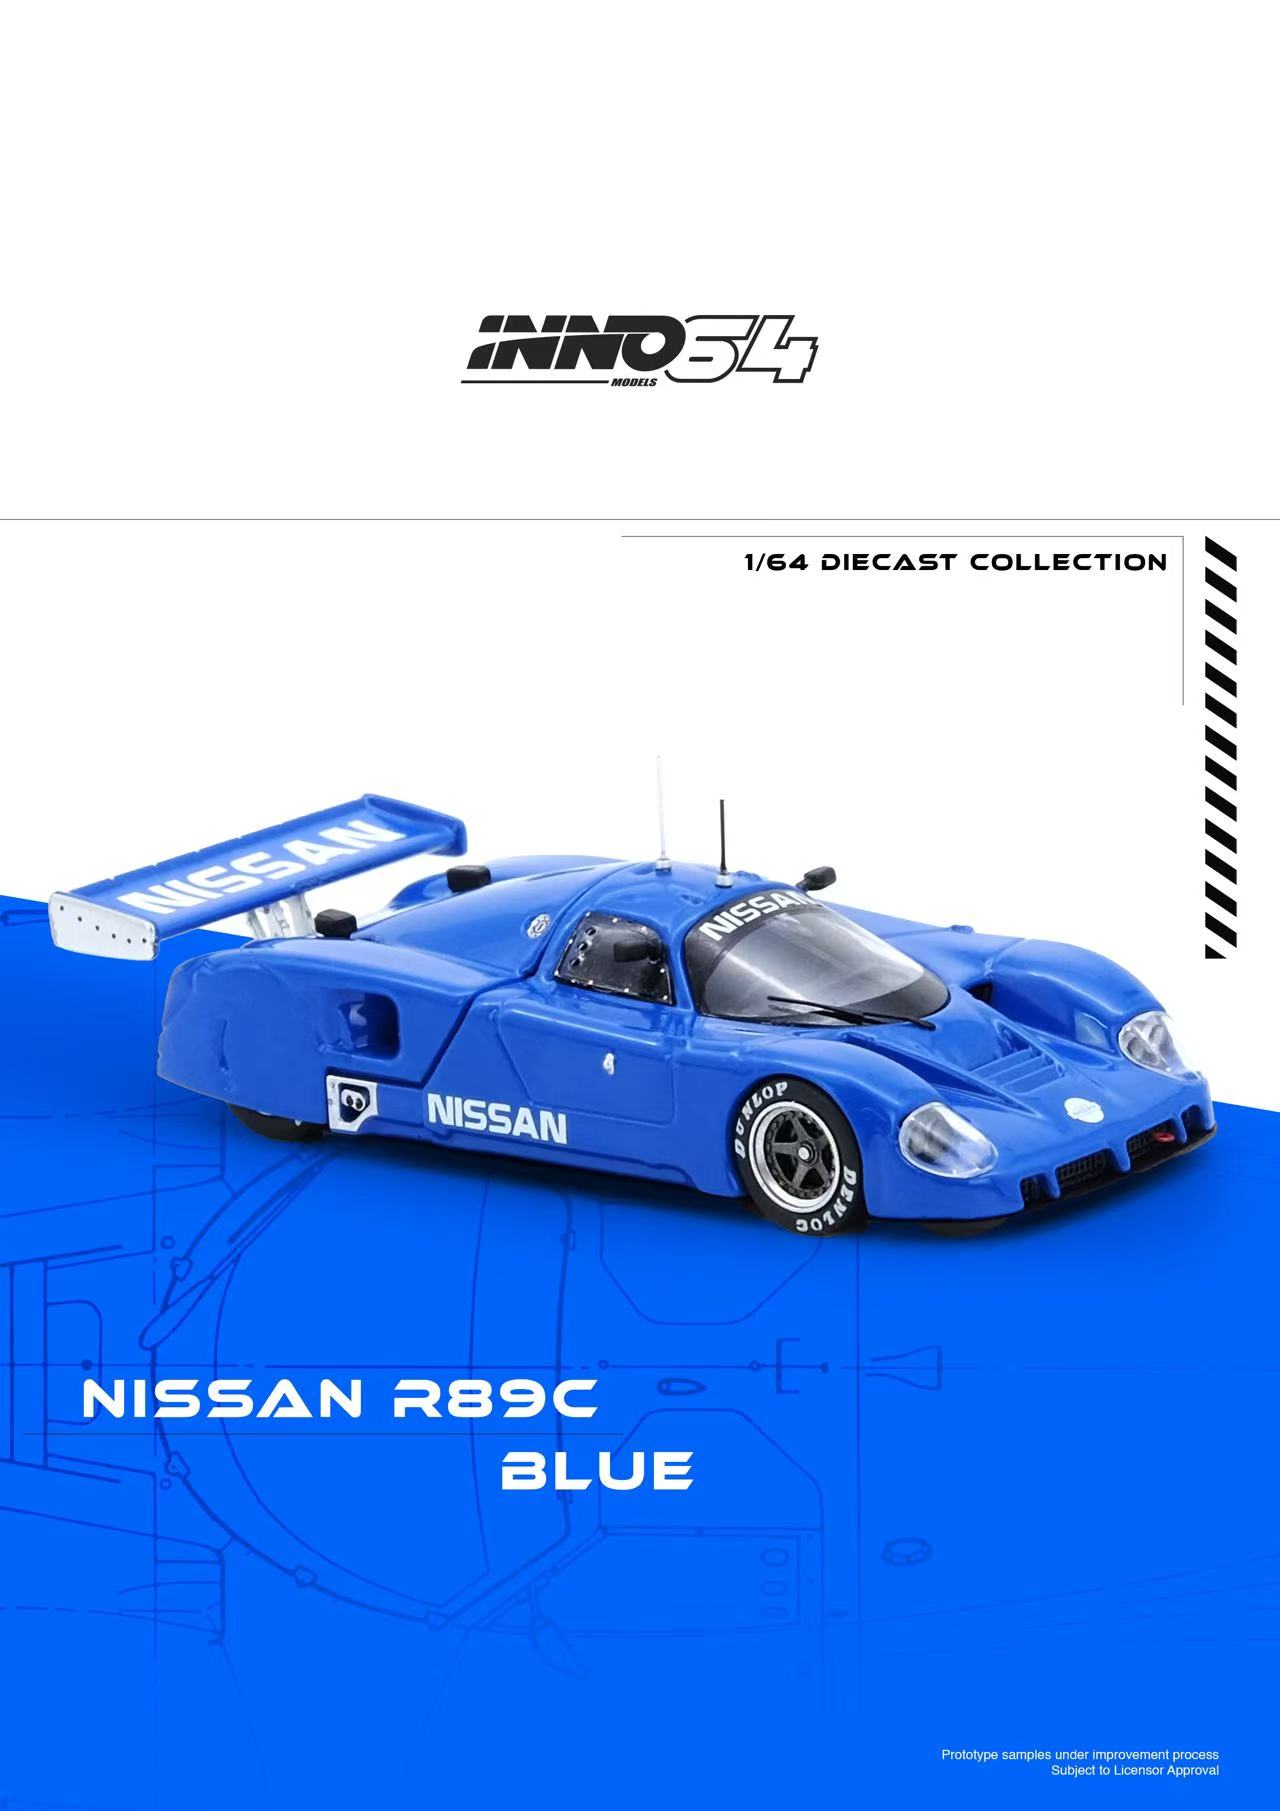 INNO64
MODELS
1/64 DIECAST COLLECTION
NISSAN
NISSAN
NISSAN
DUNLOP
DENLOC
NISSAN R89C
BLUE
Prototype samples under improvement process
Subject to Licensor Approval